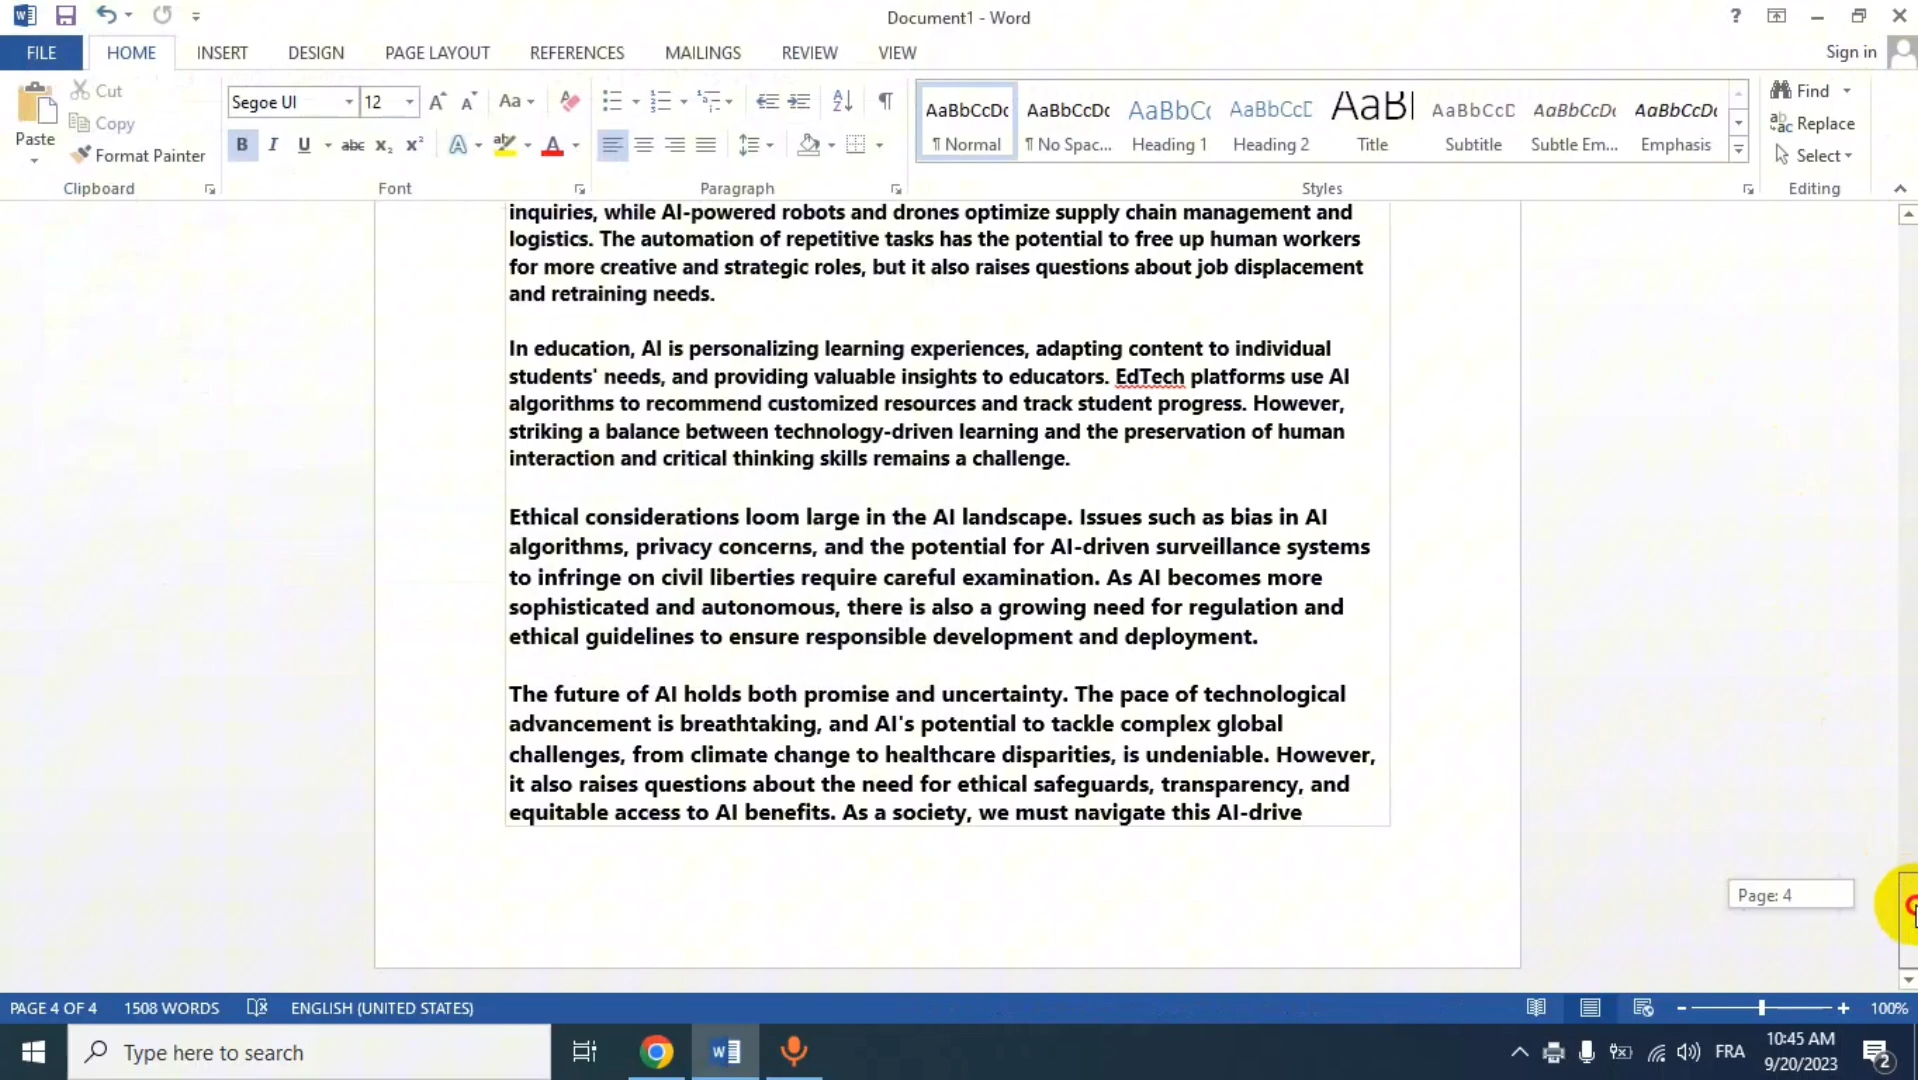 Document1 - Word
?
FILE HOME INSERT DESIGN PAGE LAYOUT REFERENCES MAILINGS REVIEW VIEW Sign in
Paste Cut Copy Format Painter
Segoe UI 12 Aa
B I U abc X₂ X² A A
AaBbCcDc AaBbCcDc AaBbCc AaBbCcD AaBl AaBbCcD AaBbCcDc AaBbCcDc
¶ Normal ¶ No Spac... Heading 1 Heading 2 Title Subtitle Subtle Em... Emphasis
Find
Replace
Select
Clipboard Font Paragraph Styles Editing
inquiries, while AI-powered robots and drones optimize supply chain management and
logistics. The automation of repetitive tasks has the potential to free up human workers
for more creative and strategic roles, but it also raises questions about job displacement
and retraining needs.
In education, AI is personalizing learning experiences, adapting content to individual
students' needs, and providing valuable insights to educators. EdTech platforms use AI
algorithms to recommend customized resources and track student progress. However,
striking a balance between technology-driven learning and the preservation of human
interaction and critical thinking skills remains a challenge.
Ethical considerations loom large in the AI landscape. Issues such as bias in AI
algorithms, privacy concerns, and the potential for AI-driven surveillance systems
to infringe on civil liberties require careful examination. As AI becomes more
sophisticated and autonomous, there is also a growing need for regulation and
ethical guidelines to ensure responsible development and deployment.
The future of AI holds both promise and uncertainty. The pace of technological
advancement is breathtaking, and AI's potential to tackle complex global
challenges, from climate change to healthcare disparities, is undeniable. However,
it also raises questions about the need for ethical safeguards, transparency, and
equitable access to AI benefits. As a society, we must navigate this AI-drive
Page: 4
PAGE 4 OF 4 1508 WORDS ENGLISH (UNITED STATES) 100%
Type here to search
FRA
10:45 AM
9/20/2023
2